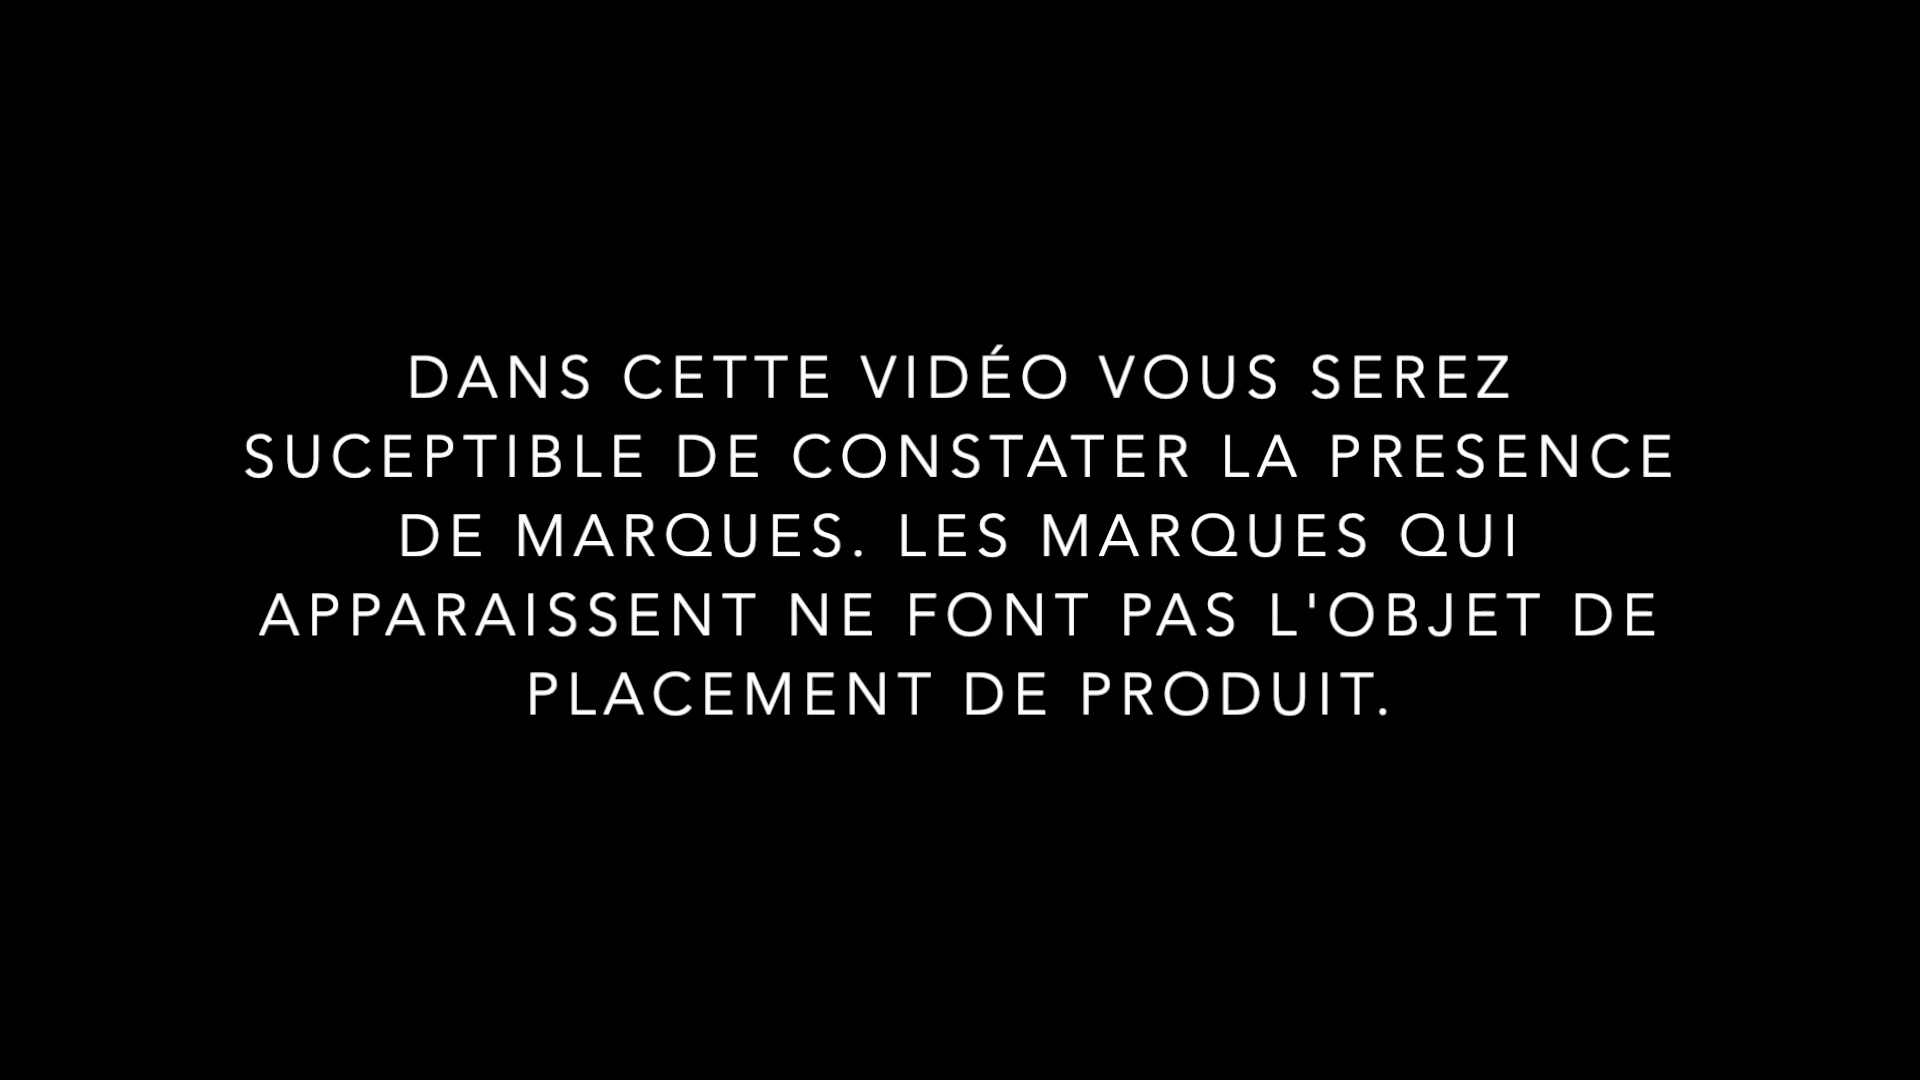 DANS CETTE VIDÉO VOUS SEREZ
SUCEPTIBLE DE CONSTATER LA PRESENCE
DE MARQUES. LES MARQUES QUI
APPARAISSENT NE FONT PAS L'OBJET DE
PLACEMENT DE PRODUIT.